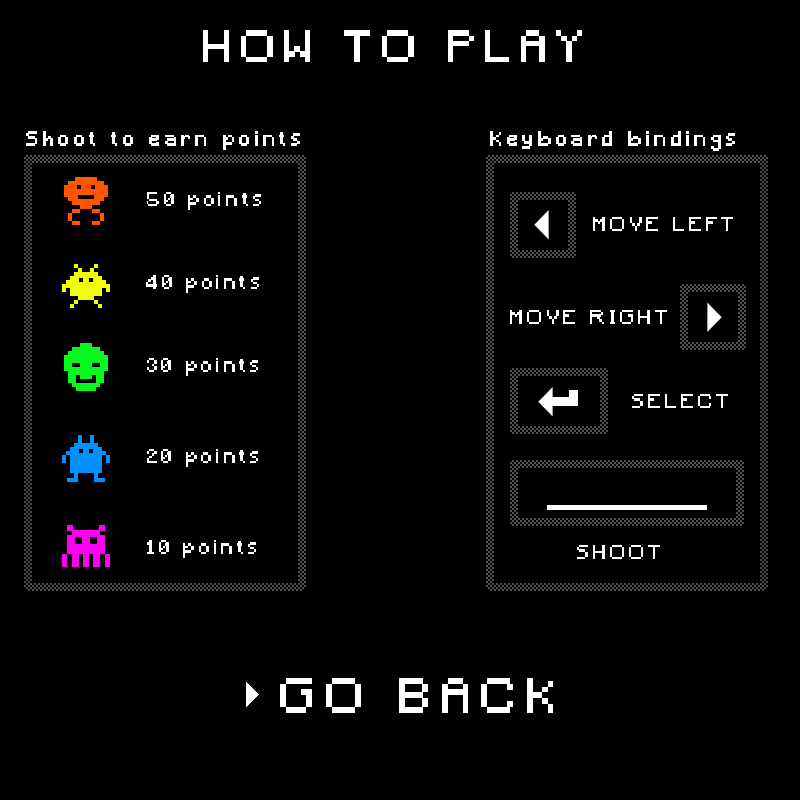 HOW TO PLAY
Shoot to earn points
50 points
40 points
30 points
20 points
10 points
Keyboard bindings
MOVE LEFT
MOVE RIGHT
SELECT
SHOOT
GO BACK